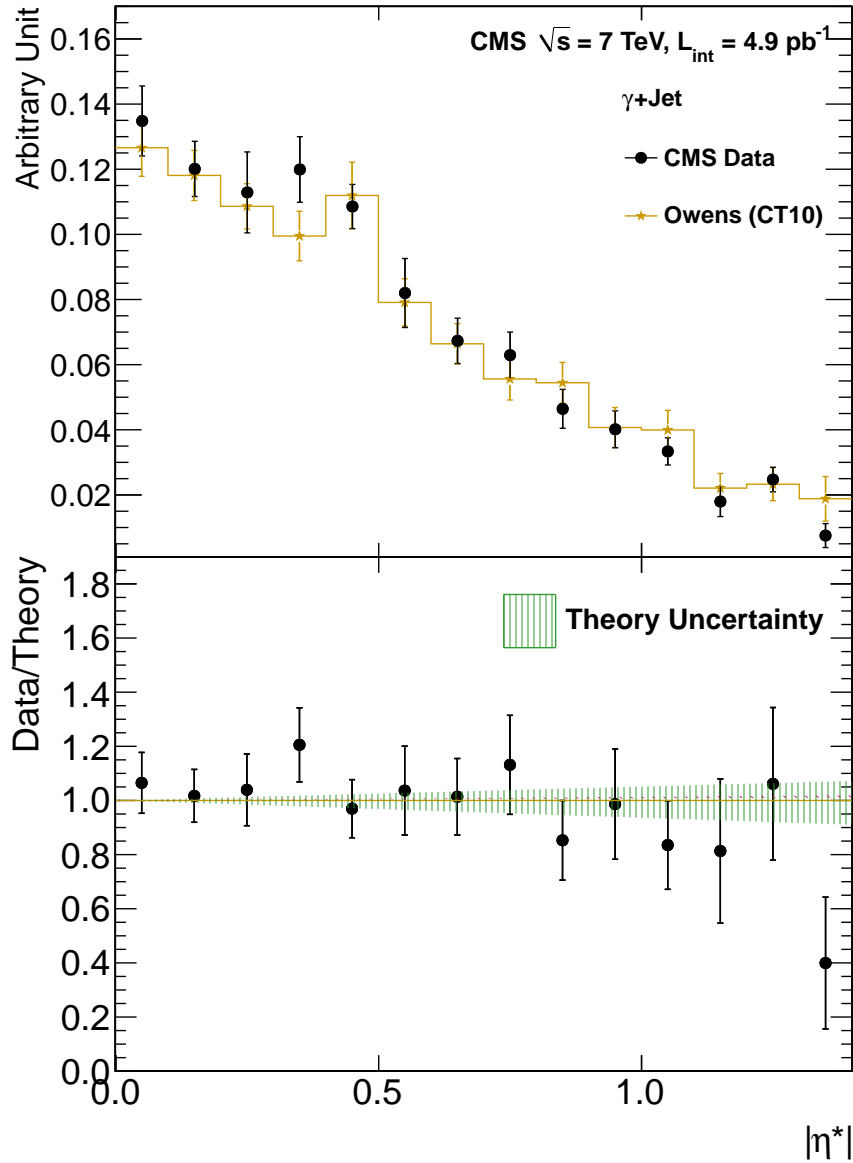 CMS √s = 7 TeV, L_int = 4.9 pb⁻¹
γ+Jet
CMS Data
Owens (CT10)
Arbitrary Unit
0.16
0.14
0.12
0.10
0.08
0.06
0.04
0.02
Theory Uncertainty
Data/Theory
1.8
1.6
1.4
1.2
1.0
0.8
0.6
0.4
0.2
0.0
0.0 0.5 1.0
|η*|